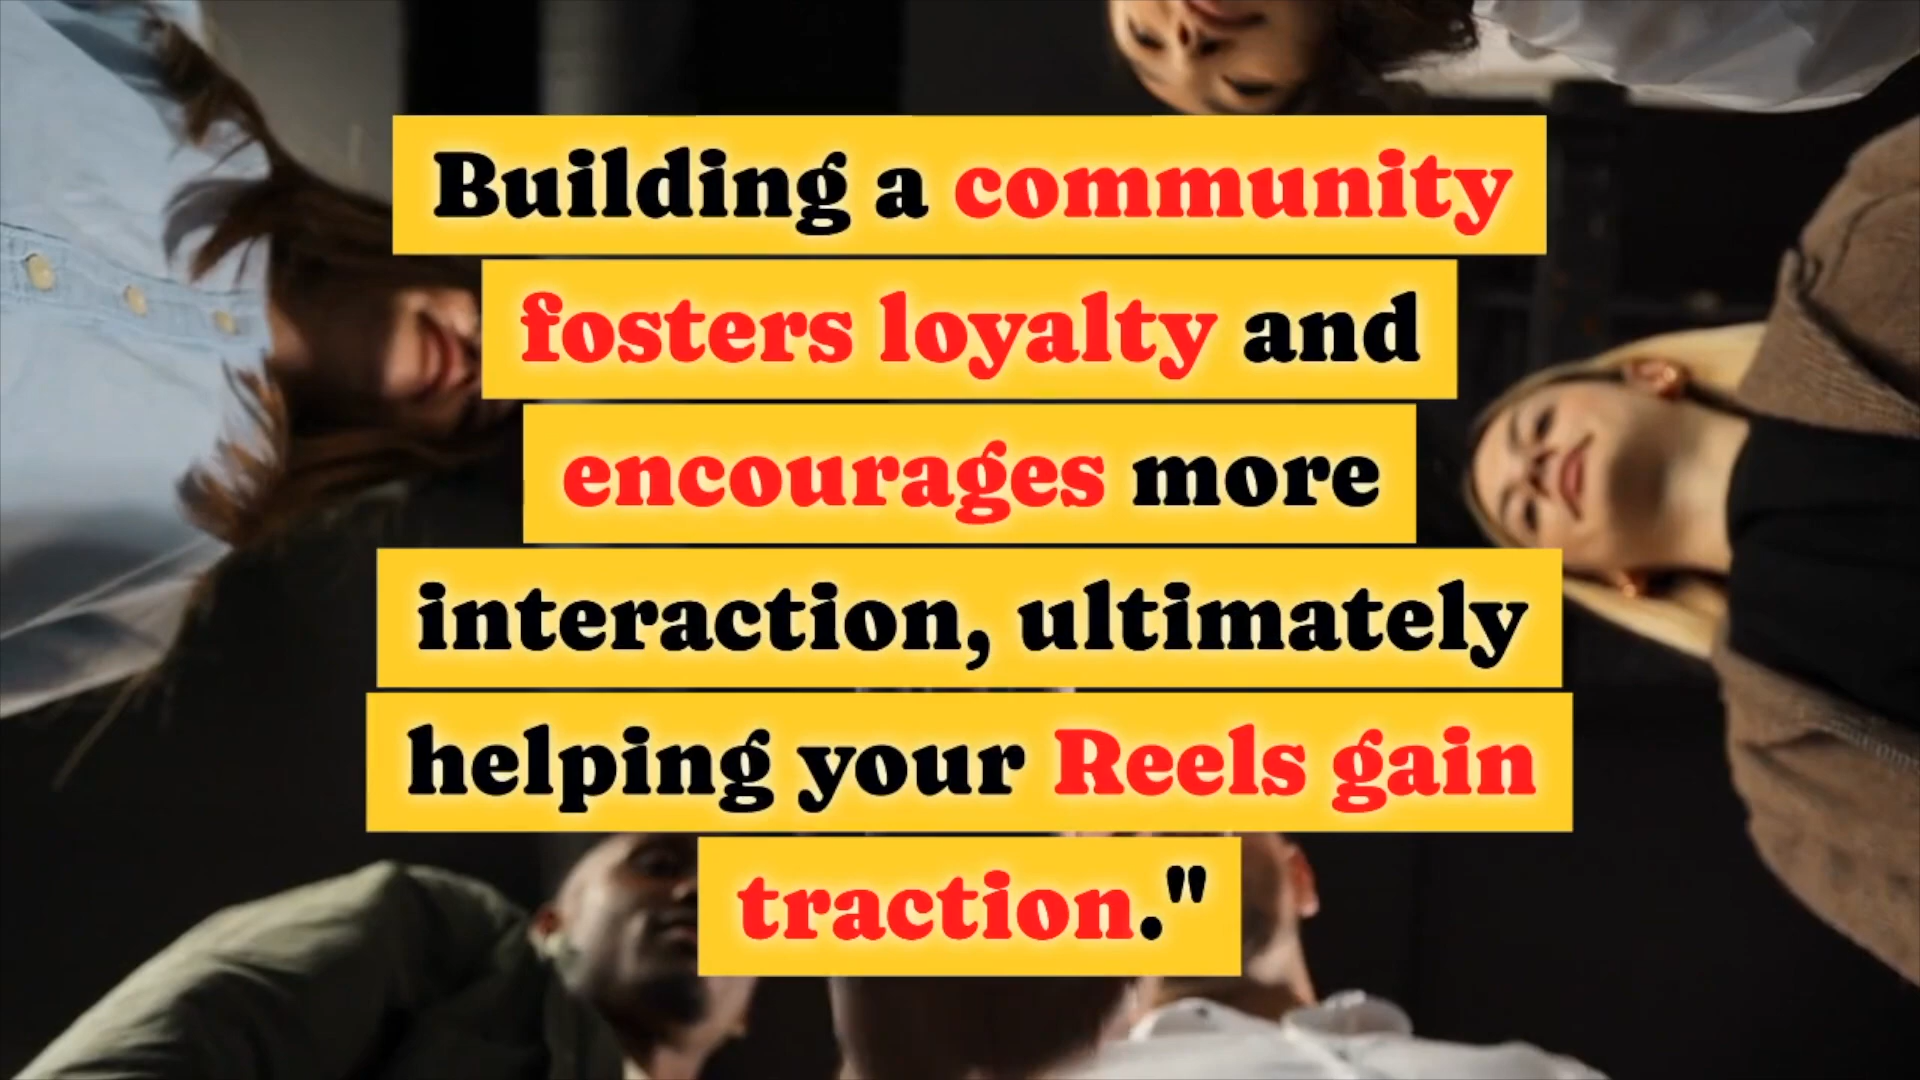 Building a community
fosters loyalty and
encourages more
interaction, ultimately
helping your Reels gain
traction."